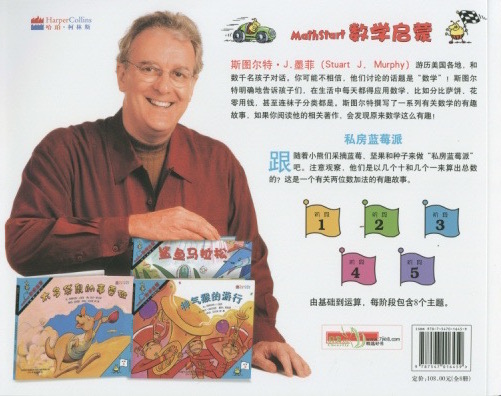 HarperCollins
哈珀·柯林斯
MathStart 数学启蒙
斯图尔特·J.墨菲(Stuart J. Murphy)游历美国各地,和
数千名孩子对话,你可能不相信,他们讨论的话题是“数学”!斯图尔
特明确地告诉孩子们,在生活中每天都得应用数学,比如分比萨饼、花
零用钱、甚至连袜子分类都是。斯图尔特撰写了一系列有关数学的有趣
故事,如果你阅读他的相关著作,会发现原来数学这么有趣!
私房蓝莓派
跟随着小熊们采摘蓝莓、坚果和种子来做“私房蓝莓派”
吧。注意观察,他们是以几个十和几个一来算出总数
的?这是一个有关两位数加法的有趣故事。
阶段 1
阶段 2
阶段 3
阶段 4
阶段 5
由基础到运算,每阶段包含8个主题。
鲨鱼马拉松
袋鼠
游行
定价:108.00元(全8册)